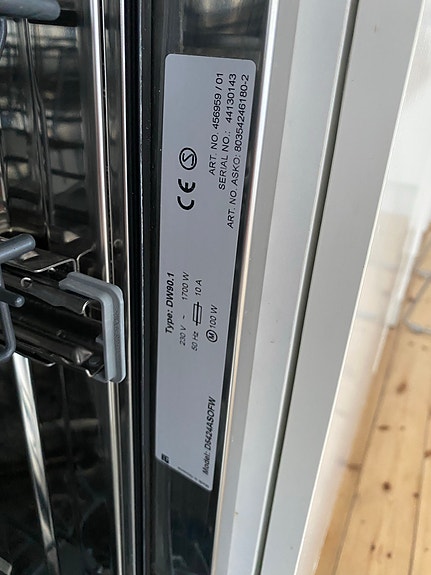 ART. NO. 456959 / 01
SERIAL NO.: 44130143
ART. NO. ASKO: 80354246180-2
CE S
Type: DW90.1
230 V ~ 1700 W
50 Hz 10 A
M 100 W
Model: D5424ASOFW